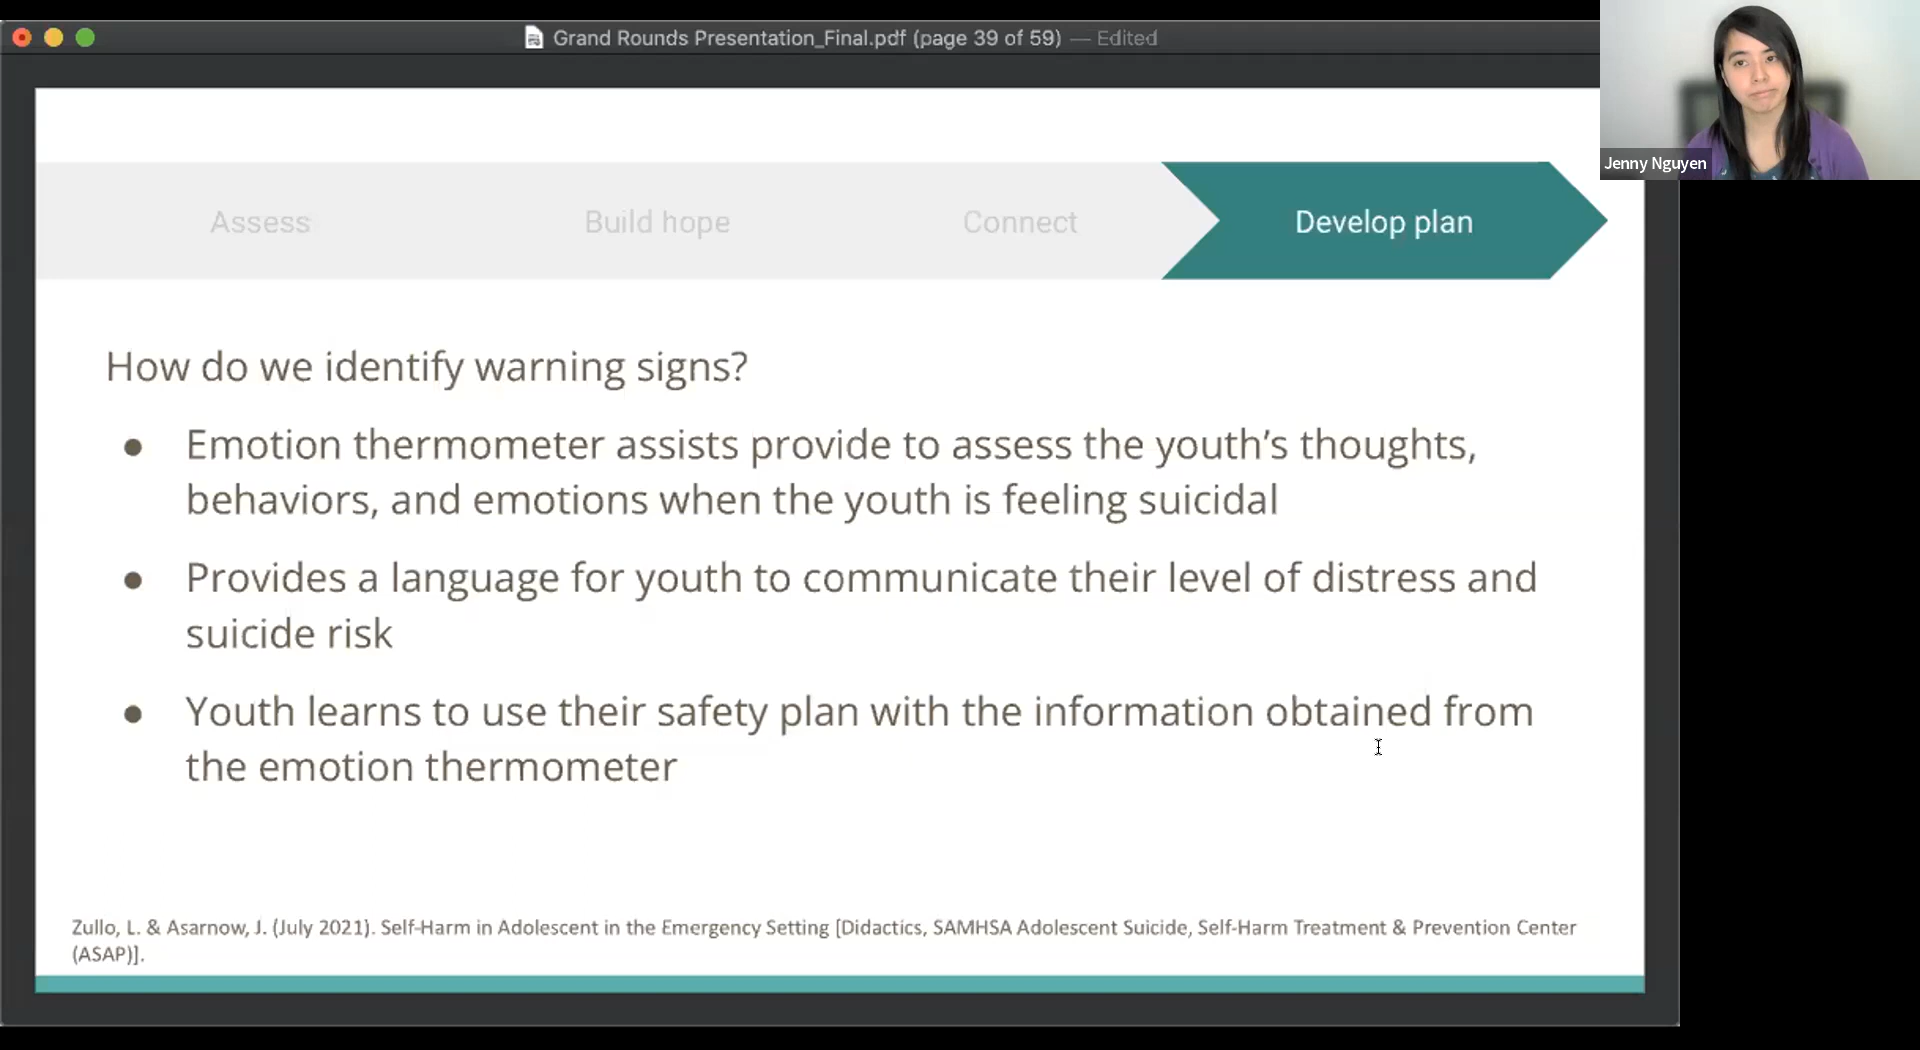 Grand Rounds Presentation_Final.pdf (page 39 of 59) — Edited
Jenny Nguyen
Assess
Build hope
Connect
Develop plan
How do we identify warning signs?
● Emotion thermometer assists provide to assess the youth’s thoughts,
behaviors, and emotions when the youth is feeling suicidal
● Provides a language for youth to communicate their level of distress and
suicide risk
● Youth learns to use their safety plan with the information obtained from
the emotion thermometer
Zullo, L. & Asarnow, J. (July 2021). Self-Harm in Adolescent in the Emergency Setting [Didactics, SAMHSA Adolescent Suicide, Self-Harm Treatment & Prevention Center
(ASAP)].